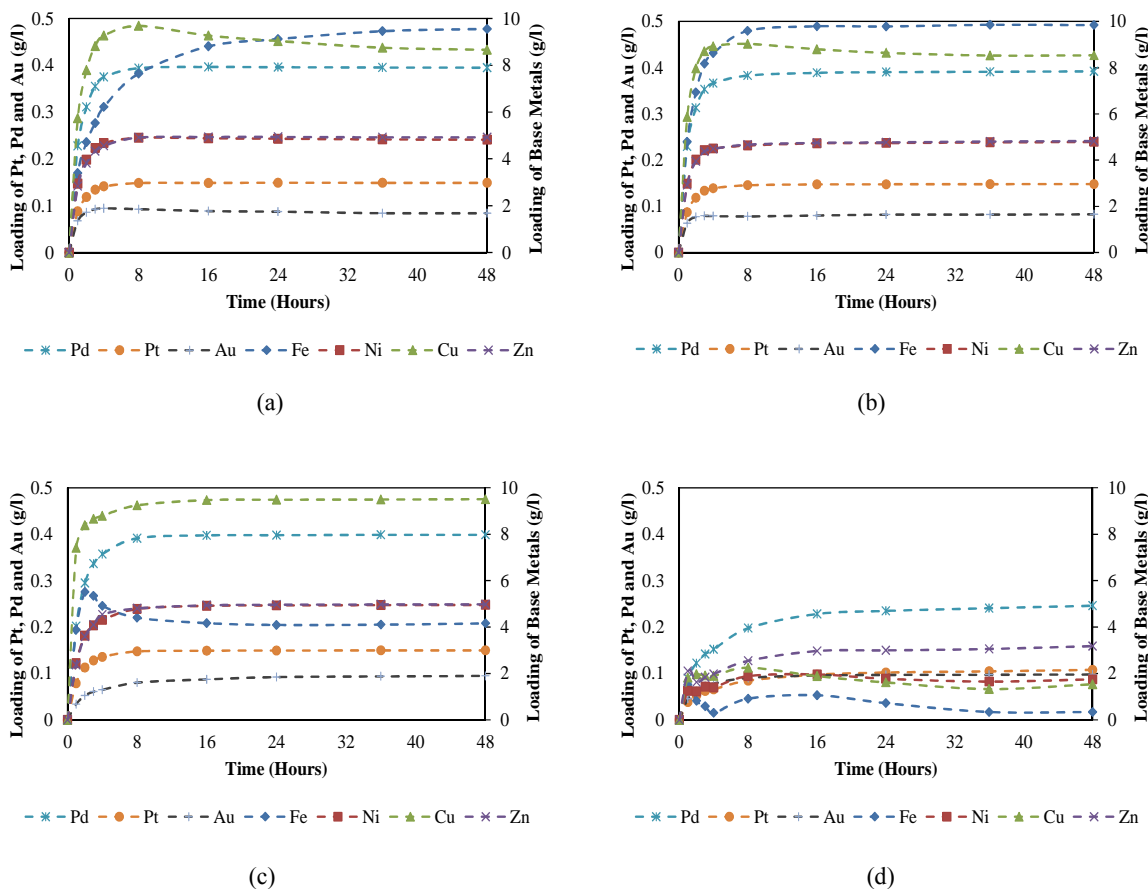 Loading of Pt, Pd and Au (g/l)
0.5
0.4
0.3
0.2
0.1
0
10
8
6
4
2
0
Loading of Base Metals (g/l)
0 8 16 24 32 40 48
Time (Hours)
Pd Pt Au Fe Ni Cu Zn
(a)
Loading of Pt, Pd and Au (g/l)
0.5
0.4
0.3
0.2
0.1
0
10
8
6
4
2
0
Loading of Base Metals (g/l)
0 8 16 24 32 40 48
Time (Hours)
Pd Pt Au Fe Ni Cu Zn
(b)
Loading of Pt, Pd and Au (g/l)
0.5
0.4
0.3
0.2
0.1
0
10
8
6
4
2
0
Loading of Base Metals (g/l)
0 8 16 24 32 40 48
Time (Hours)
Pd Pt Au Fe Ni Cu Zn
(c)
Loading of Pt, Pd and Au (g/l)
0.5
0.4
0.3
0.2
0.1
0
10
8
6
4
2
0
Loading of Base Metals (g/l)
0 8 16 24 32 40 48
Time (Hours)
Pd Pt Au Fe Ni Cu Zn
(d)